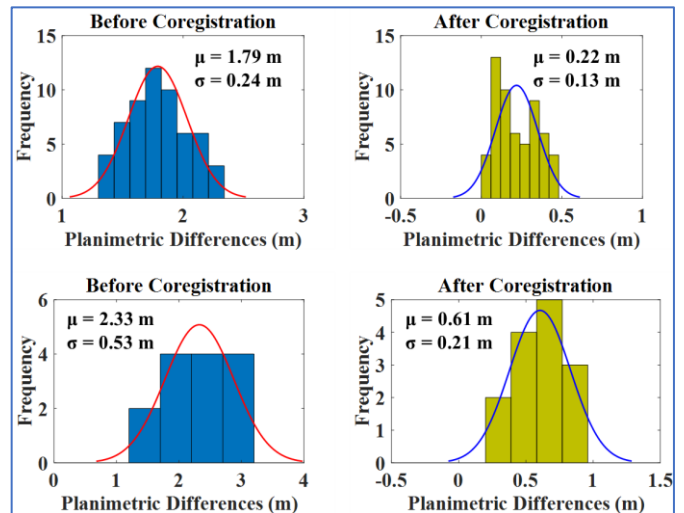 Before Coregistration
After Coregistration
15
10
5
0
Frequency
μ = 1.79 m
σ = 0.24 m
1
2
3
Planimetric Differences (m)
15
10
5
0
Frequency
μ = 0.22 m
σ = 0.13 m
-0.5
0
0.5
1
Planimetric Differences (m)
Before Coregistration
After Coregistration
6
4
2
0
Frequency
μ = 2.33 m
σ = 0.53 m
0
1
2
3
4
Planimetric Differences (m)
5
4
3
2
1
0
Frequency
μ = 0.61 m
σ = 0.21 m
-0.5
0
0.5
1
1.5
Planimetric Differences (m)